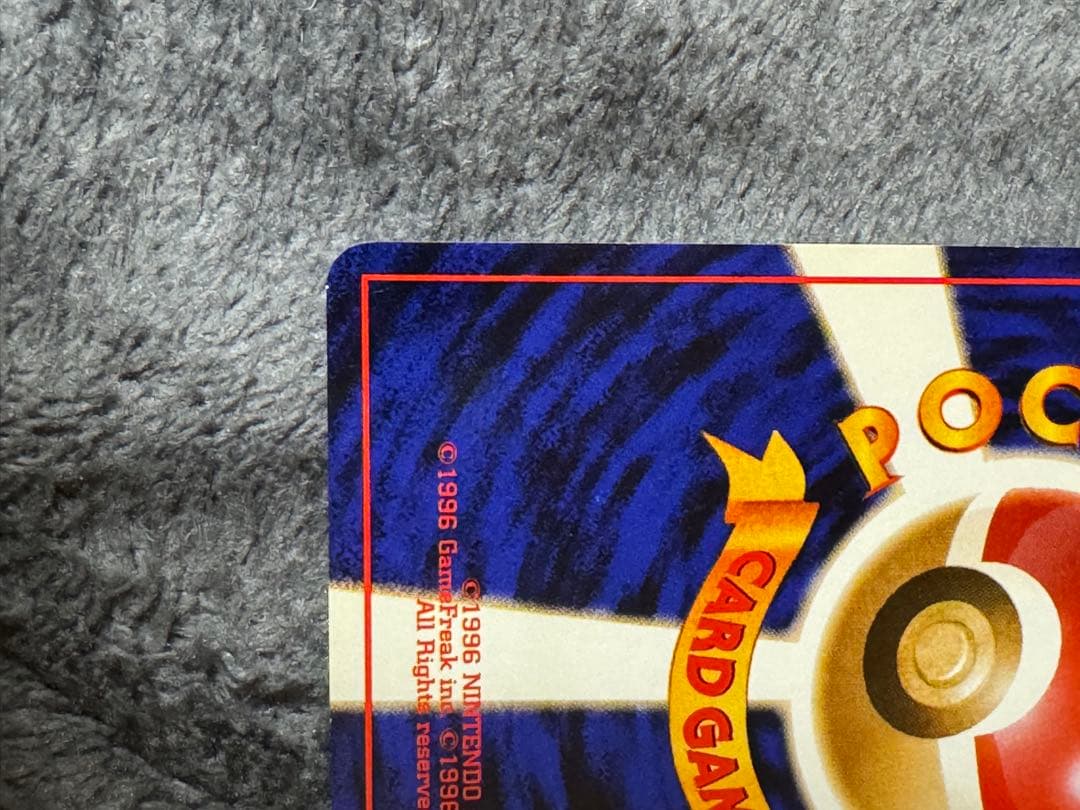 POC
CARD GAM
©1996 NINTENDO
©1996 GameFreak inc. ©1996
All Rights reserve